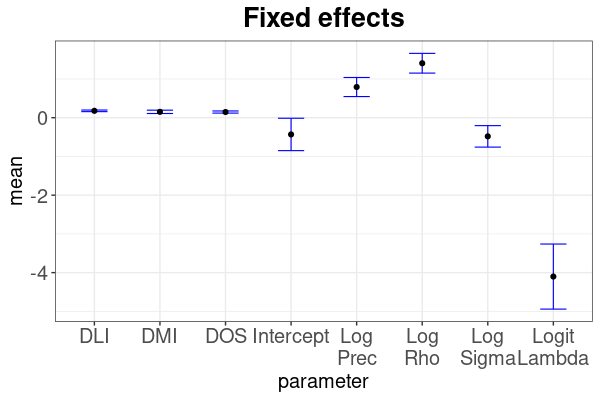 Fixed effects
mean
0
-2
-4
DLI DMI DOS Intercept Log Prec Log Rho Log Sigma Logit Lambda
parameter